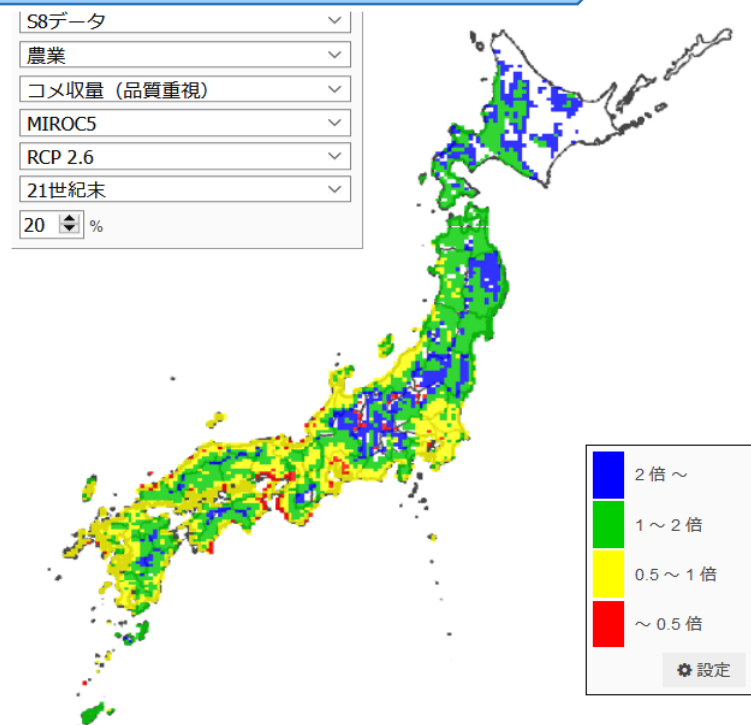 S8データ
農業
コメ収量（品質重視）
MIROC5
RCP 2.6
21世紀末
20 %
2 倍 ～
1 ～ 2 倍
0.5 ～ 1 倍
～ 0.5 倍
設定